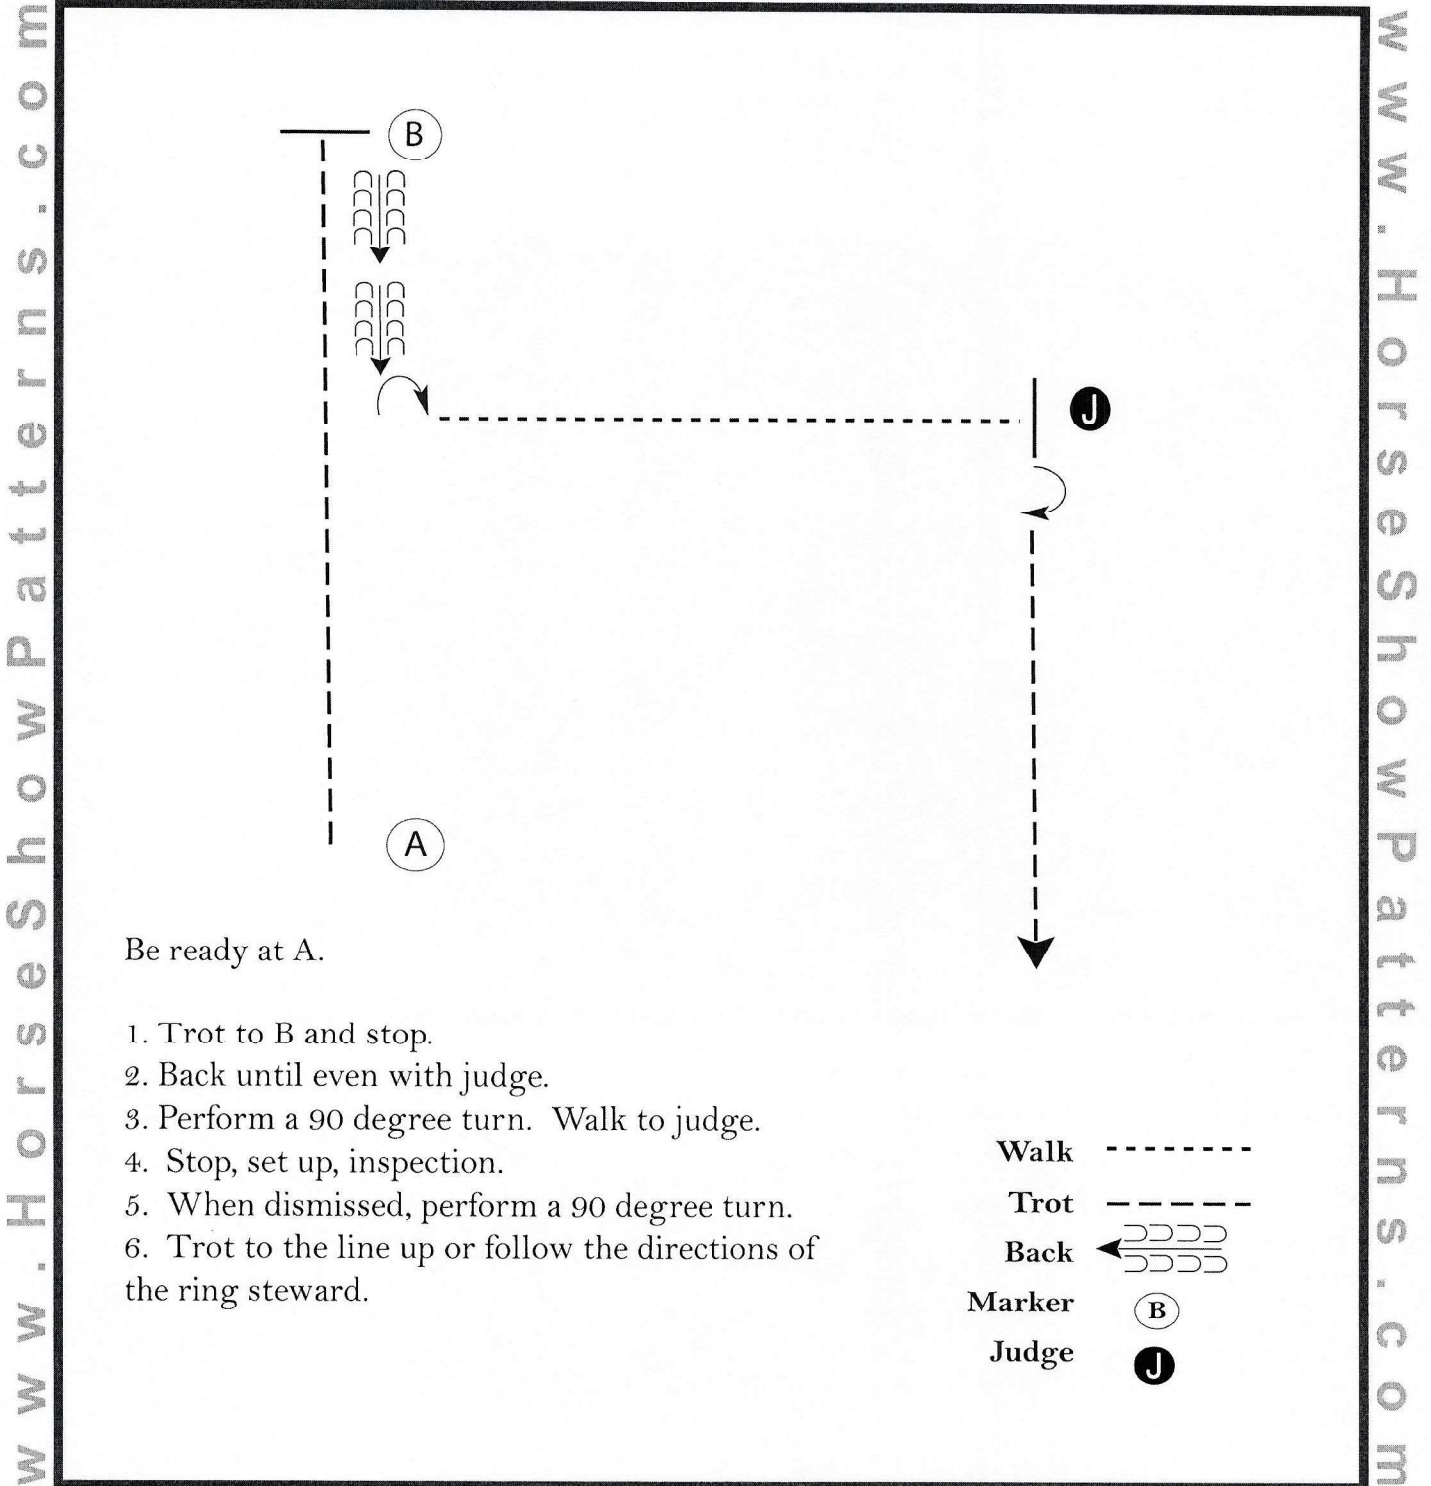 www.HorseShowPatterns.com
www.HorseShowPatterns.com
B
J
A
Be ready at A.
1. Trot to B and stop.
2. Back until even with judge.
3. Perform a 90 degree turn. Walk to judge.
4. Stop, set up, inspection.
5. When dismissed, perform a 90 degree turn.
6. Trot to the line up or follow the directions of
the ring steward.
Walk
Trot
Back
Marker B
Judge J